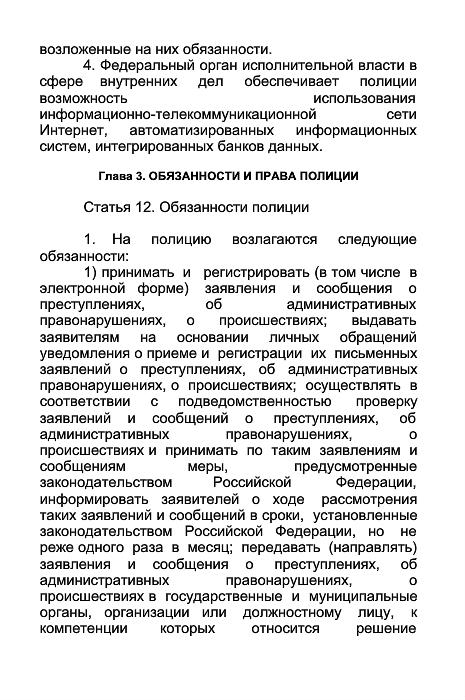 возложенные на них обязанности.
4. Федеральный орган исполнительной власти в
сфере внутренних дел обеспечивает полиции
возможность использования
информационно-телекоммуникационной сети
Интернет, автоматизированных информационных
систем, интегрированных банков данных.
Глава 3. ОБЯЗАННОСТИ И ПРАВА ПОЛИЦИИ
Статья 12. Обязанности полиции
1. На полицию возлагаются следующие
обязанности:
1) принимать и регистрировать (в том числе в
электронной форме) заявления и сообщения о
преступлениях, об административных
правонарушениях, о происшествиях; выдавать
заявителям на основании личных обращений
уведомления о приеме и регистрации их письменных
заявлений о преступлениях, об административных
правонарушениях, о происшествиях; осуществлять в
соответствии с подведомственностью проверку
заявлений и сообщений о преступлениях, об
административных правонарушениях, о
происшествиях и принимать по таким заявлениям и
сообщениям меры, предусмотренные
законодательством Российской Федерации,
информировать заявителей о ходе рассмотрения
таких заявлений и сообщений в сроки, установленные
законодательством Российской Федерации, но не
реже одного раза в месяц; передавать (направлять)
заявления и сообщения о преступлениях, об
административных правонарушениях, о
происшествиях в государственные и муниципальные
органы, организации или должностному лицу, к
компетенции которых относится решение